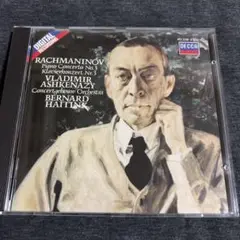 DIGITAL
DECCA
RACHMANINOV
Piano Concerto No.3
Klavierkonzert Nr.3
VLADIMIR
ASHKENAZY
Concertgebouw Orchestra
BERNARD
HAITINK